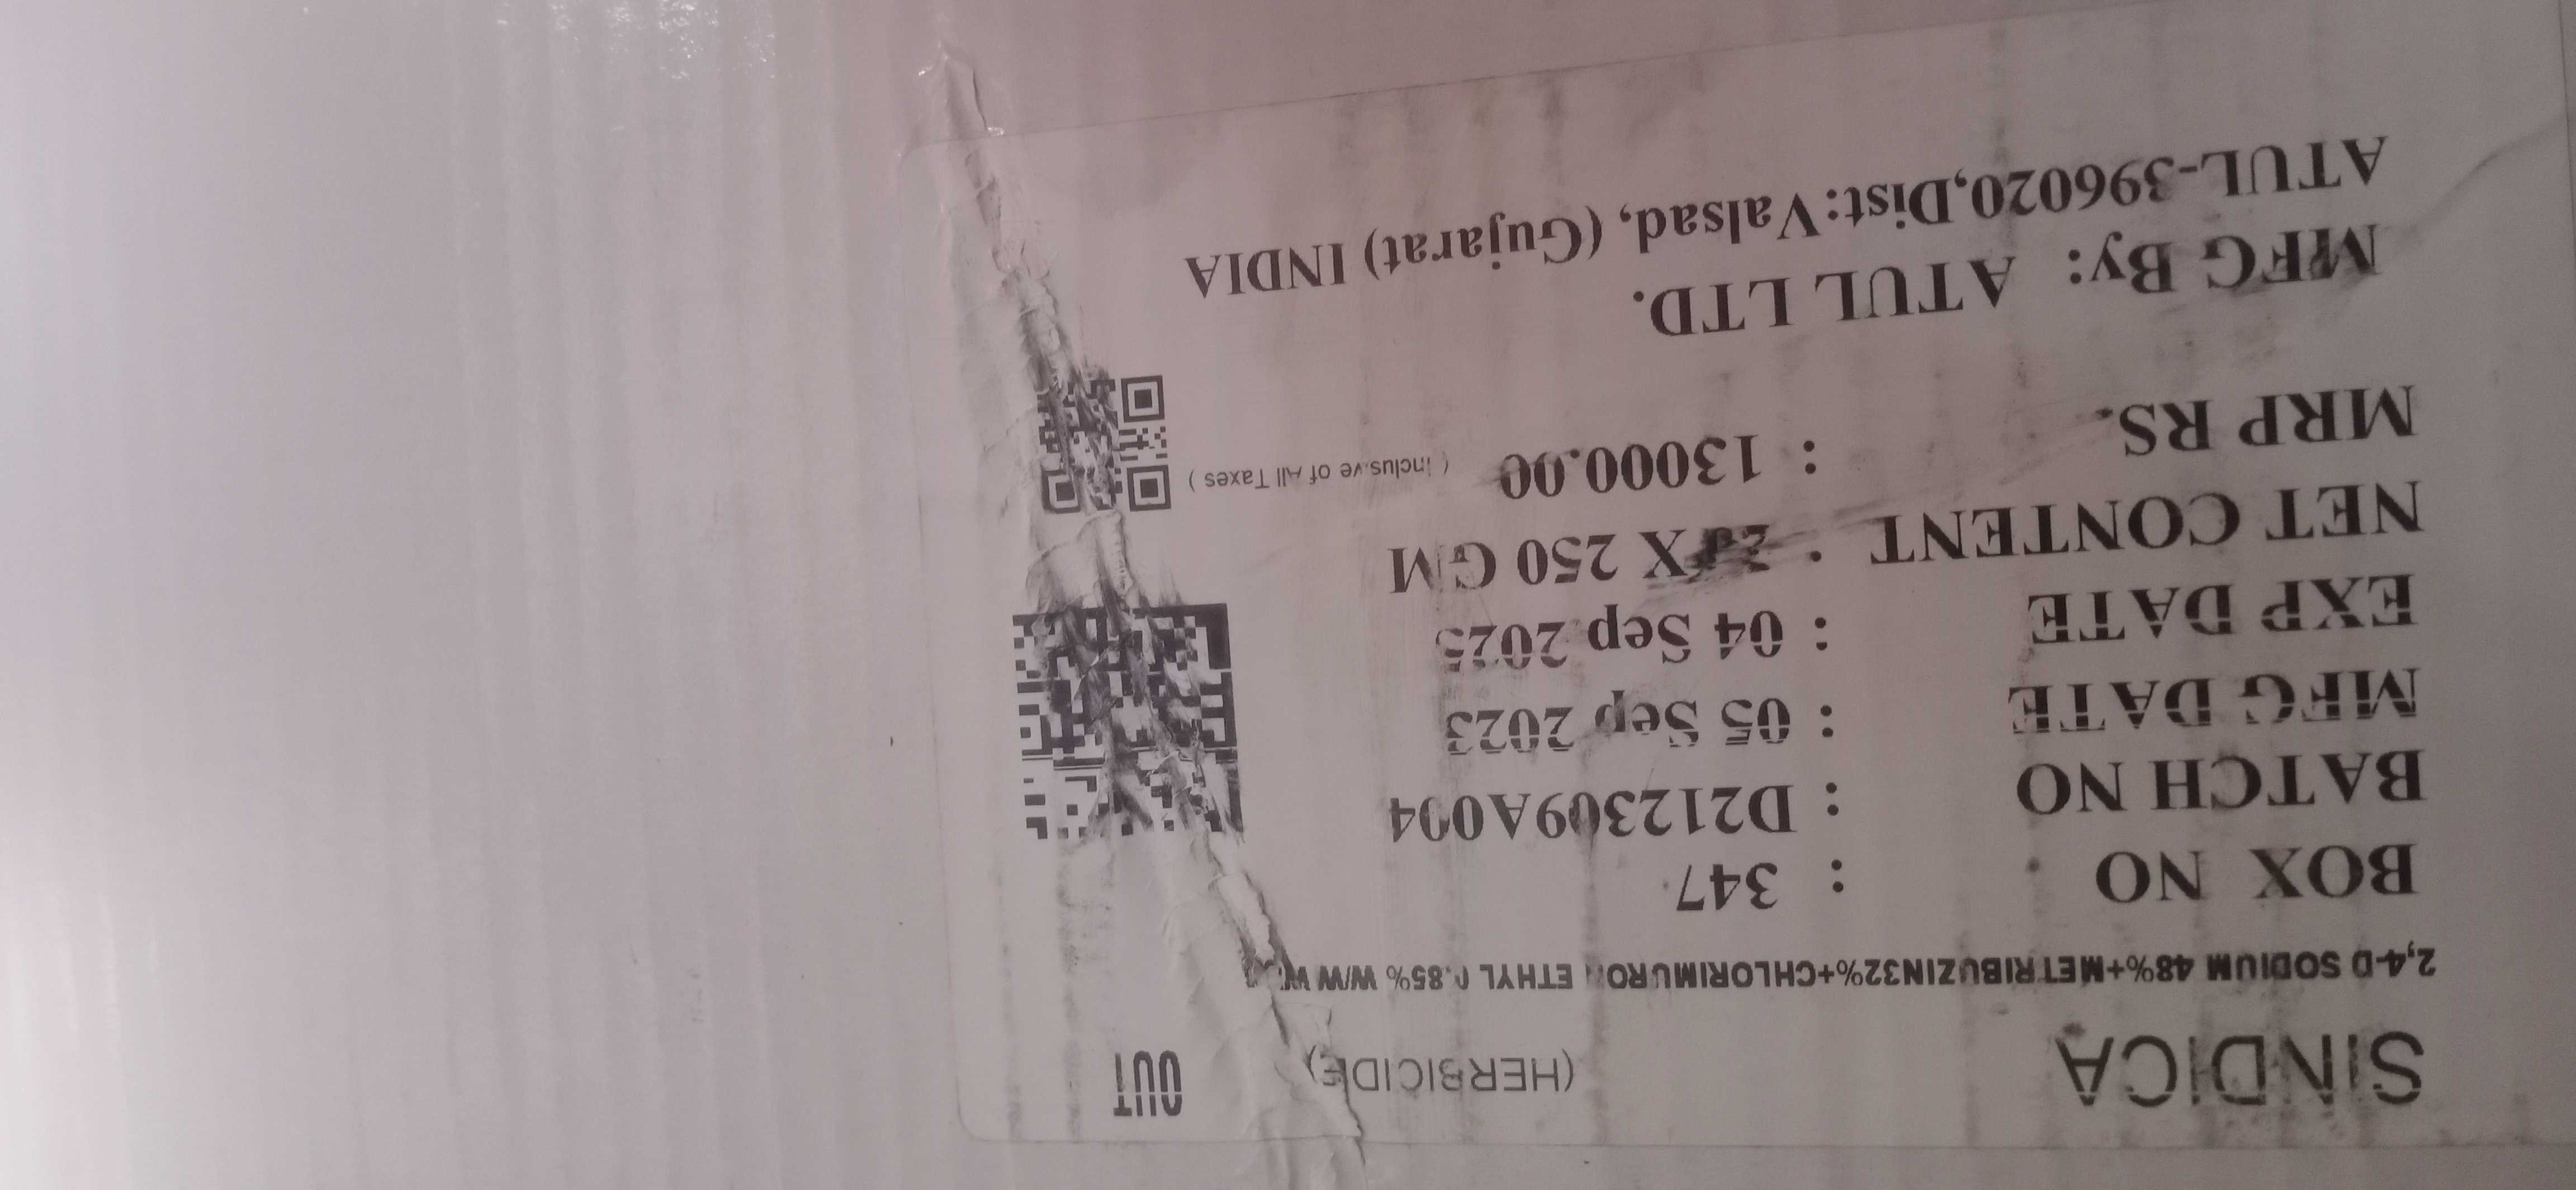 SINDICA (HERBICIDE) OUT
2,4-D SODIUM 48%+METRIBUZIN32%+CHLORIMURON ETHYL 0.85% W/W
BOX NO : 347
BATCH NO : D212309A004
MFG DATE : 05 Sep 2023
EXP DATE : 04 Sep 2025
NET CONTENT : X 250 GM
MRP RS. : 13000.00 ( inclusive of All Taxes )
MFG By: ATUL LTD.
ATUL-396020,Dist:Valsad, (Gujarat) INDIA